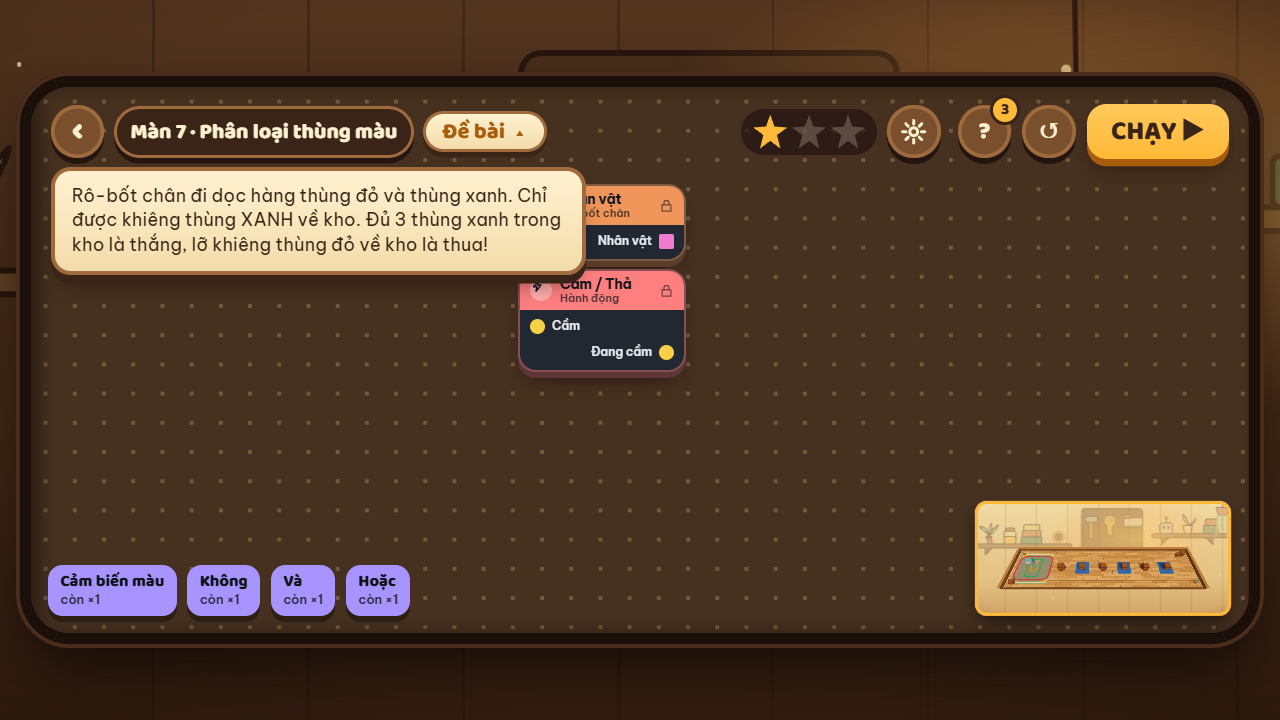 Màn 7 • Phân loại thùng màu
Đề bài
3
?
CHẠY
Rô-bốt chân đi dọc hàng thùng đỏ và thùng xanh. Chỉ
được khiêng thùng XANH về kho. Đủ 3 thùng xanh trong
kho là thắng, lỡ khiêng thùng đỏ về kho là thua!
vật
chân
Nhân vật
Cầm / Thả
Hành động
Cầm
Đang cầm
Cảm biến màu
còn ×1
Không
còn ×1
Và
còn ×1
Hoặc
còn ×1